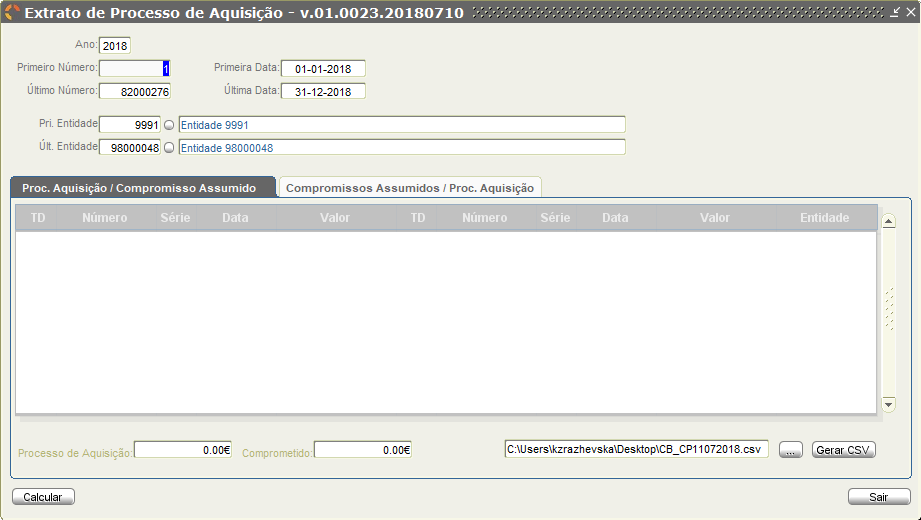 Extrato de Processo de Aquisição - v.01.0023.20180710
Ano: 2018
Primeiro Número: 1 Primeira Data: 01-01-2018
Último Número: 82000276 Última Data: 31-12-2018
Pri. Entidade 9991 Entidade 9991
Últ. Entidade 98000048 Entidade 98000048
Proc. Aquisição / Compromisso Assumido Compromissos Assumidos / Proc. Aquisição
TD Número Série Data Valor TD Número Série Data Valor Entidade
Processo de Aquisição: 0.00€ Comprometido: 0.00€ C:\Users\kzrazhevska\Desktop\CB_CP11072018.csv ... Gerar CSV
Calcular Sair